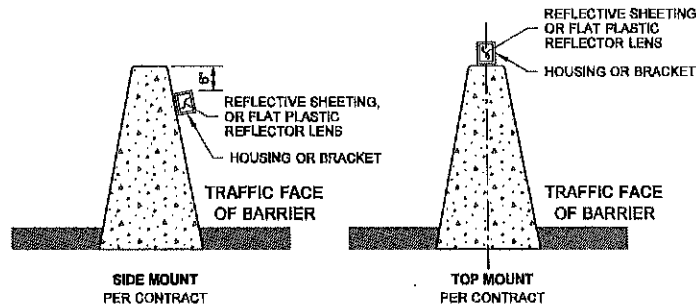 REFLECTIVE SHEETING,
OR FLAT PLASTIC
REFLECTOR LENS
HOUSING OR BRACKET
TRAFFIC FACE
OF BARRIER
SIDE MOUNT
PER CONTRACT
REFLECTIVE SHEETING
OR FLAT PLASTIC
REFLECTOR LENS
HOUSING OR BRACKET
TRAFFIC FACE
OF BARRIER
TOP MOUNT
PER CONTRACT